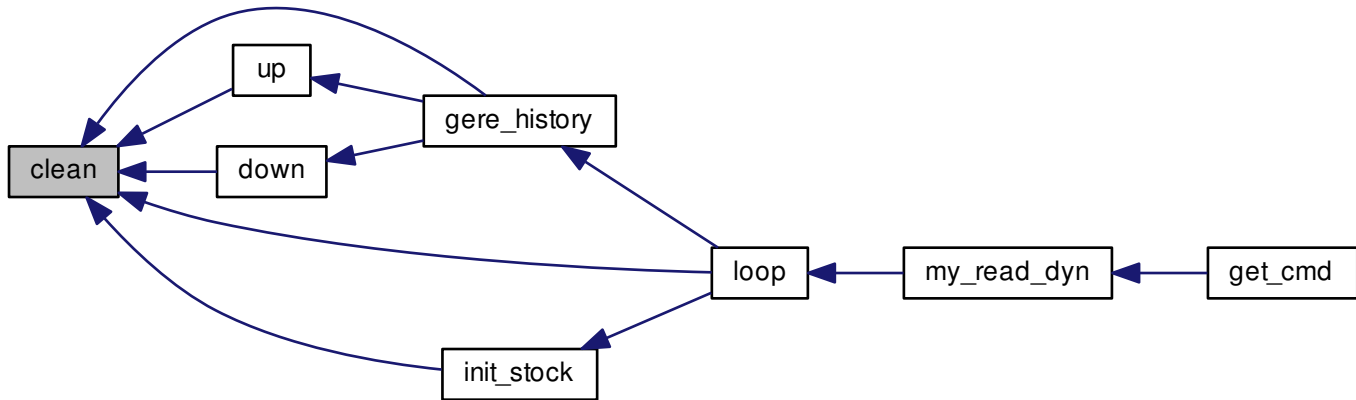 up
gere_history
clean
down
loop
my_read_dyn
get_cmd
init_stock